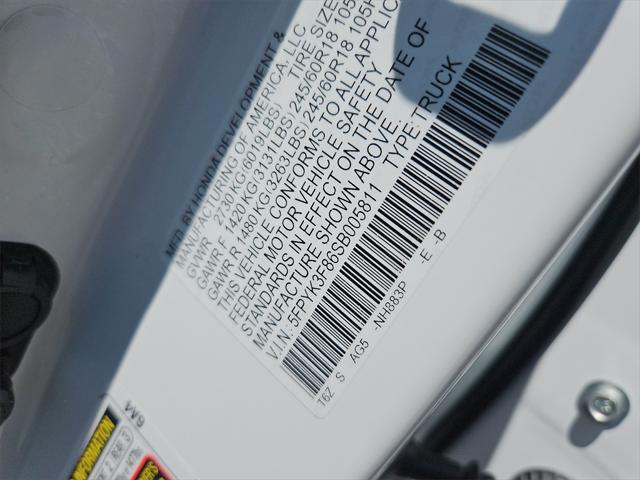 MFD BY HONDA DEVELOPMENT &
MANUFACTURING OF AMERICA, LLC
GVWR 2730KG(6019LBS) TIRE SIZE
GAWR F 1420KG(3131LBS) 245/60R18 105
GAWR R 1480KG(3263LBS) 245/60R18 105
THIS VEHICLE CONFORMS TO ALL APPLIC
FEDERAL MOTOR VEHICLE SAFETY
STANDARDS IN EFFECT ON THE DATE OF
MANUFACTURE SHOWN ABOVE.
V.I.N.: 5FPYK3F86SB005811 TYPE: TRUCK
T6Z S AG5 -NH883P -E -B
6M4
INFORMATION